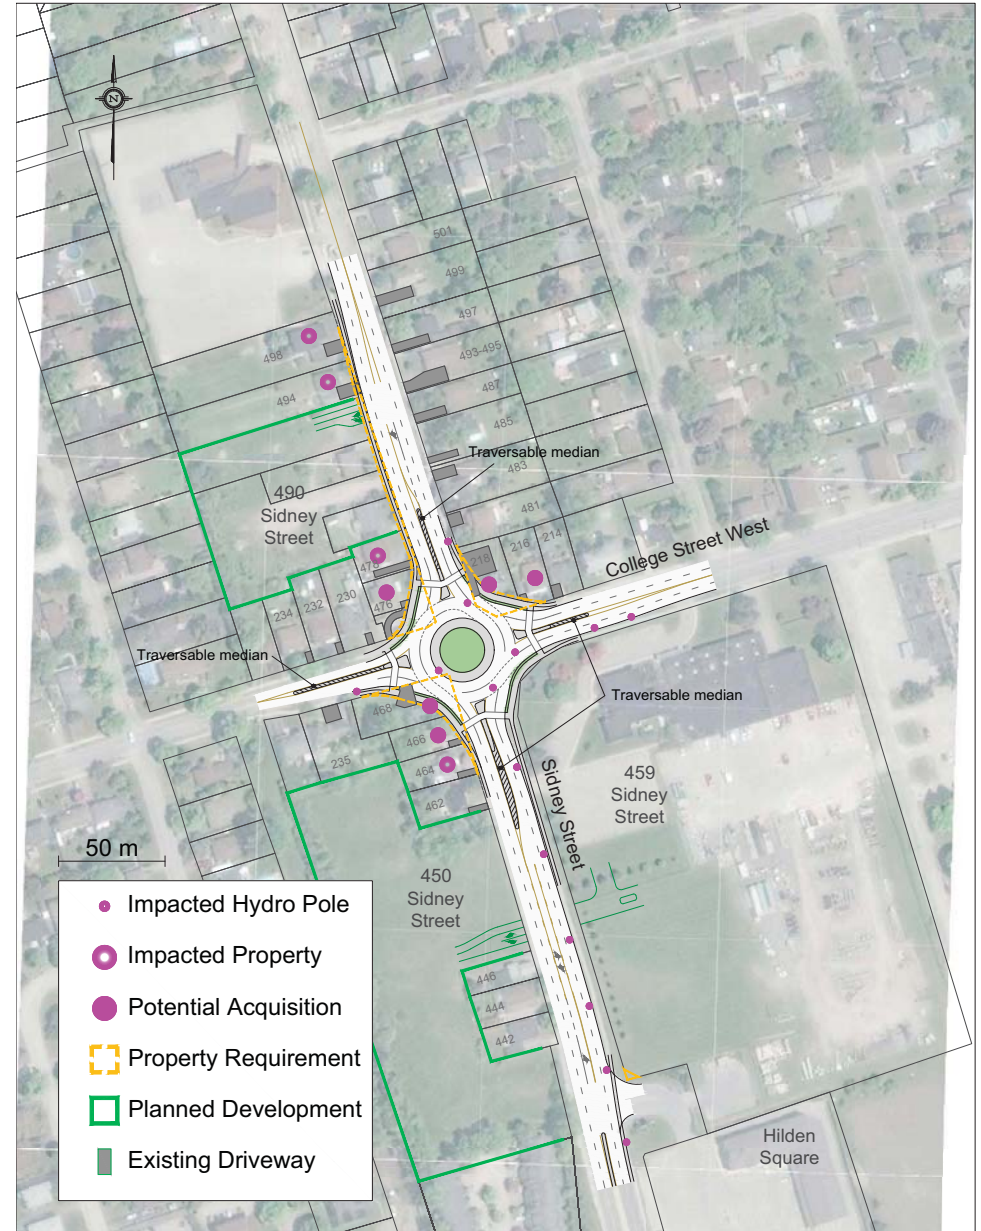 N
501
499
497
493-495
498
487
494
485
Traversable median
483
490
Sidney
Street
481
College Street West
214
216
218
478
476
230
232
234
Traversable median
Traversable median
468
466
235
464
462
Sidney Street
459
Sidney
Street
50 m
450
Sidney
Street
446
444
442
Hilden
Square
Impacted Hydro Pole
Impacted Property
Potential Acquisition
Property Requirement
Planned Development
Existing Driveway